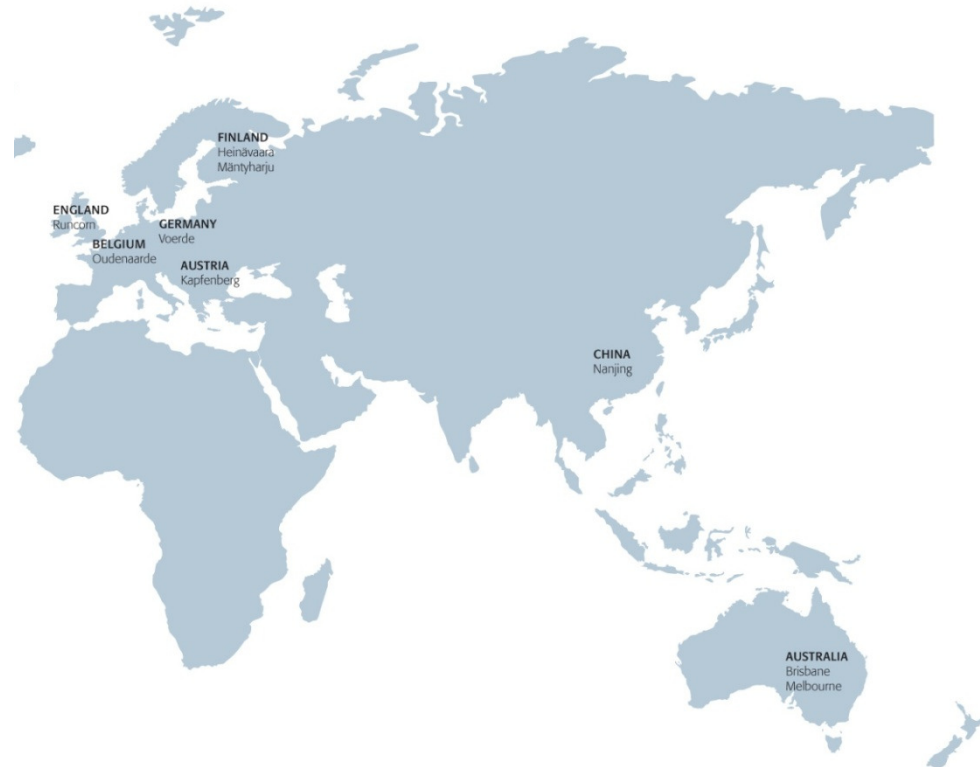 FINLAND
Heinävaara
Mäntyharju
ENGLAND
Runcorn
GERMANY
Voerde
BELGIUM
Oudenaarde
AUSTRIA
Kapfenberg
CHINA
Nanjing
AUSTRALIA
Brisbane
Melbourne